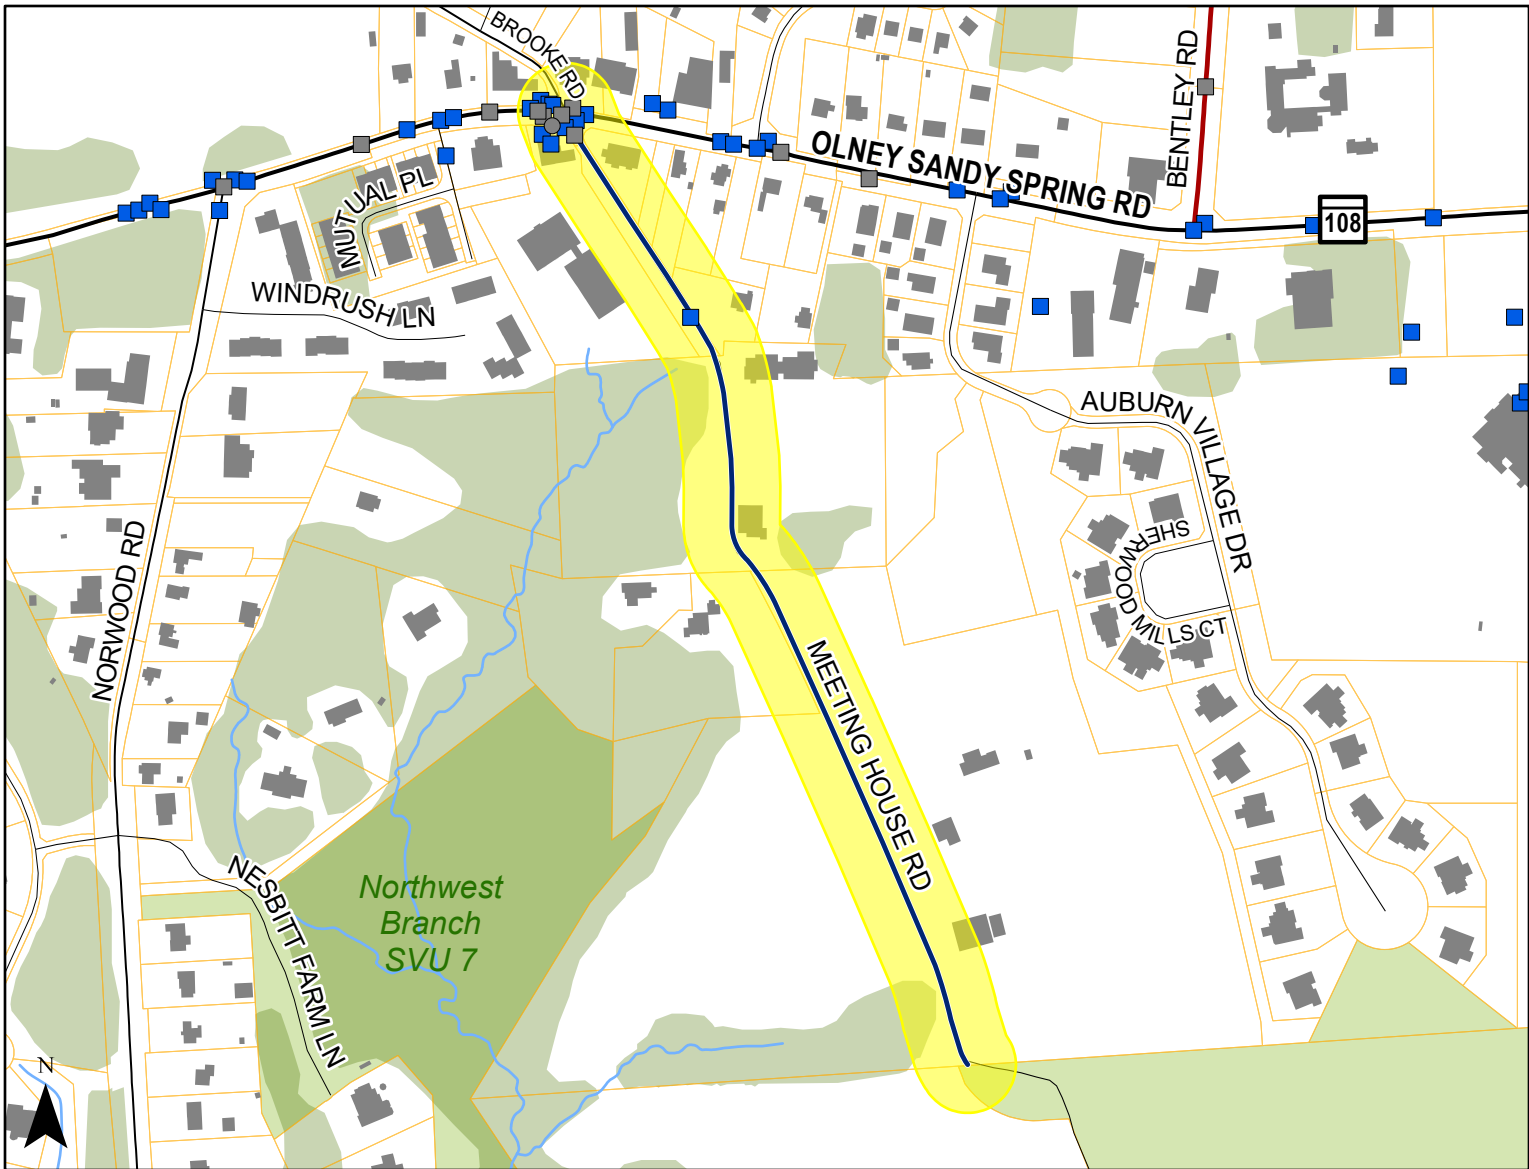 BROOKE RD
BENTLEY RD
OLNEY SANDY SPRING RD
108
MUTUAL PL
WINDRUSH LN
AUBURN VILLAGE DR
SHERWOOD MILLS CT
NORWOOD RD
MEETING HOUSE RD
NESBITT FARM LN
Northwest
Branch
SVU 7
N